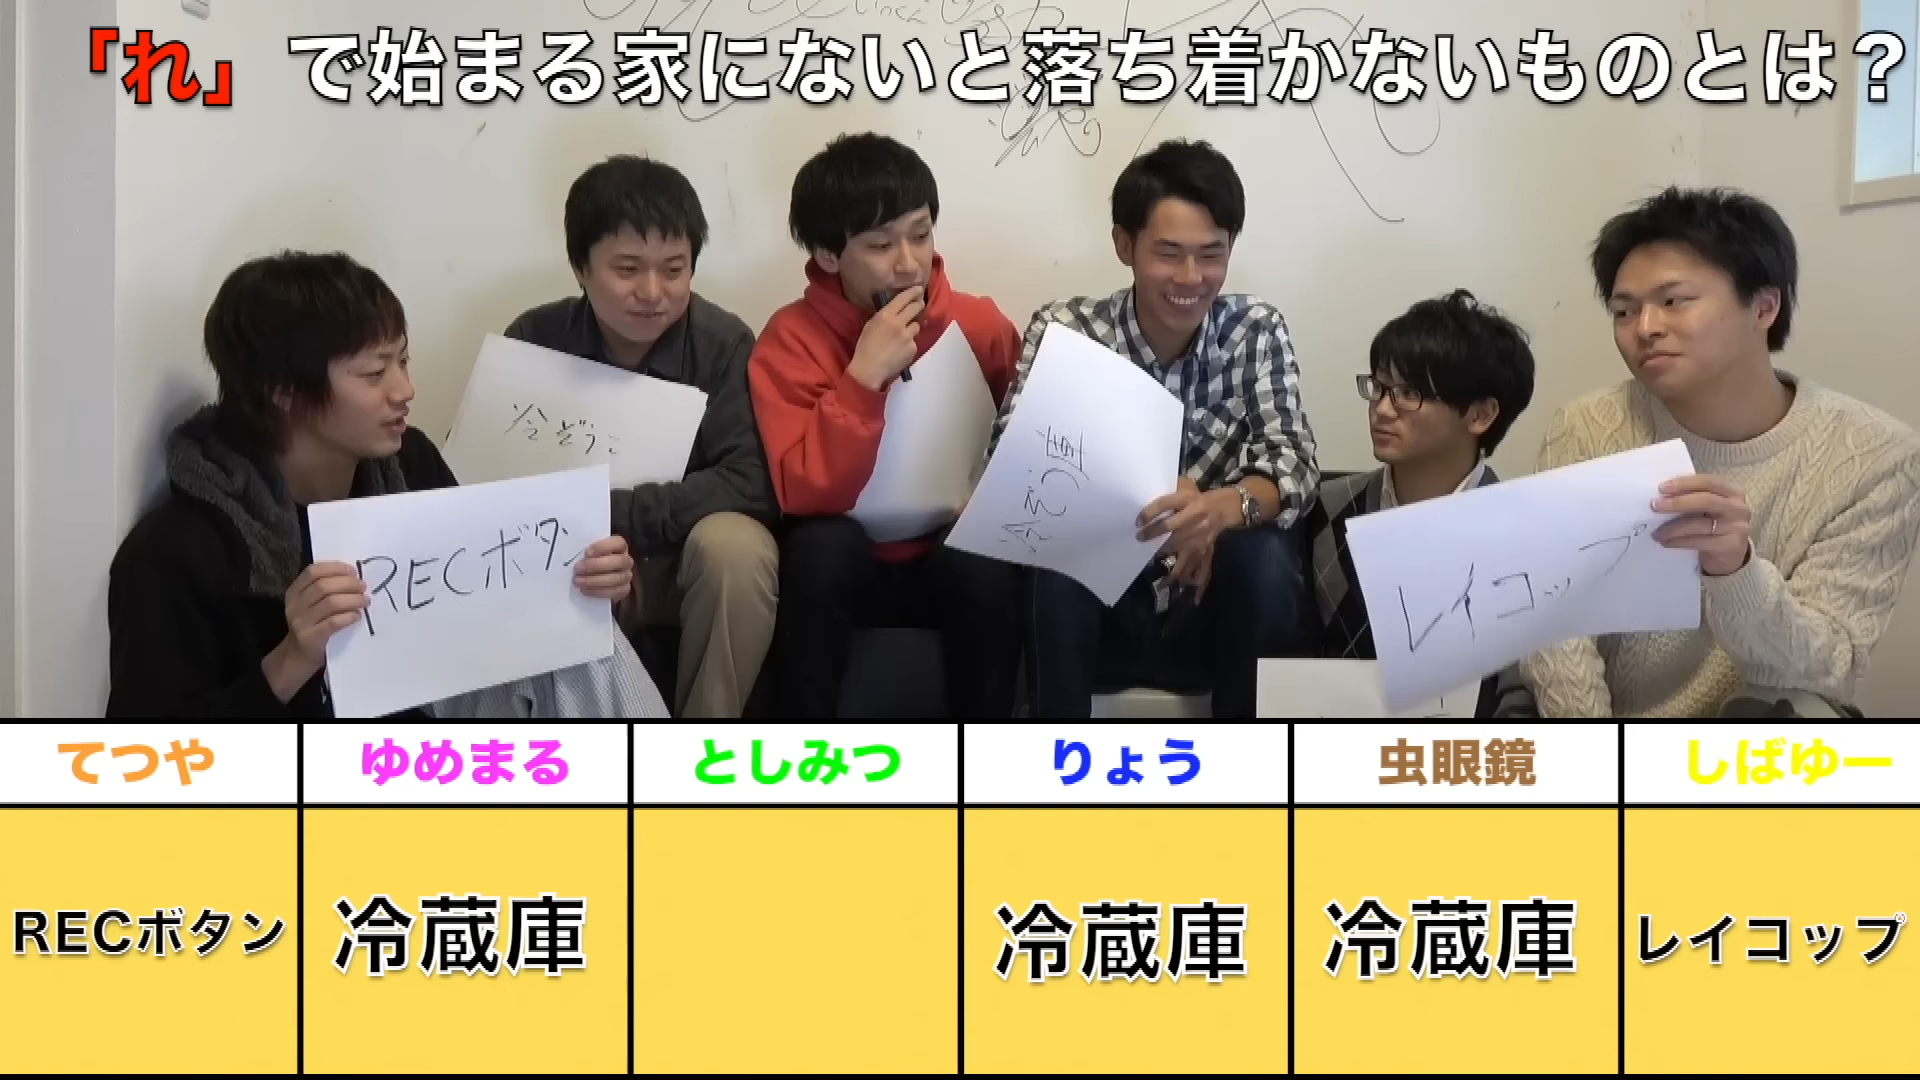 「れ」で始まる家にないと落ち着かないものとは？
冷ぞうこ
RECボタン
冷ぞう庫
レイコップ
てつや ゆめまる としみつ りょう 虫眼鏡 しばゆー
RECボタン 冷蔵庫 冷蔵庫 冷蔵庫 レイコップ